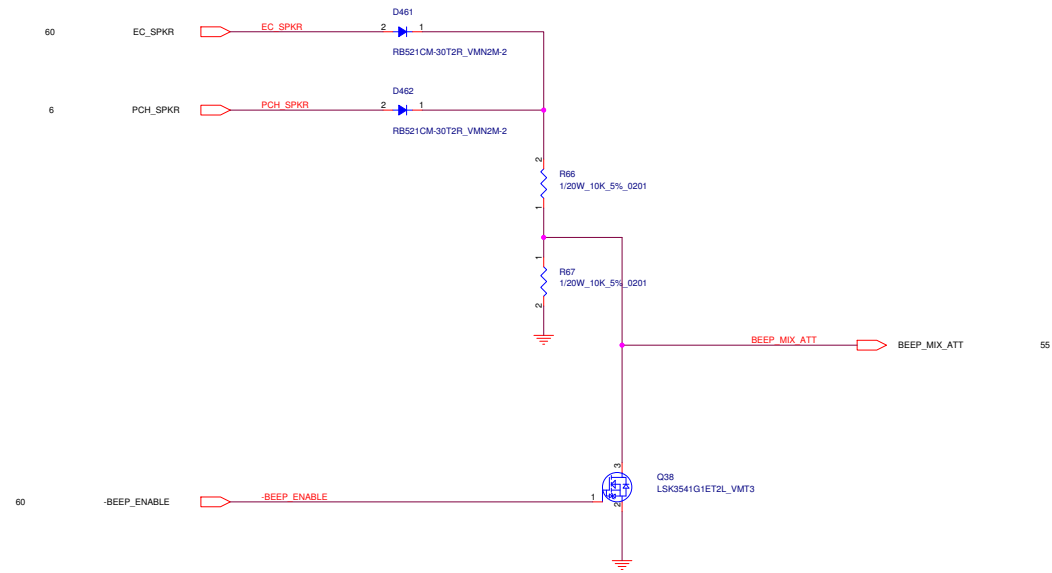 D461
60 EC_SPKR EC_SPKR 2 1
RB521CM-30T2R_VMN2M-2
D462
6 PCH_SPKR PCH_SPKR 2 1
RB521CM-30T2R_VMN2M-2
2
R66
1/20W_10K_5%_0201
1
1
R67
1/20W_10K_5%_0201
2
BEEP_MIX_ATT BEEP_MIX_ATT 55
3
Q38
LSK3541G1ET2L_VMT3
60 -BEEP_ENABLE -BEEP_ENABLE 1
2